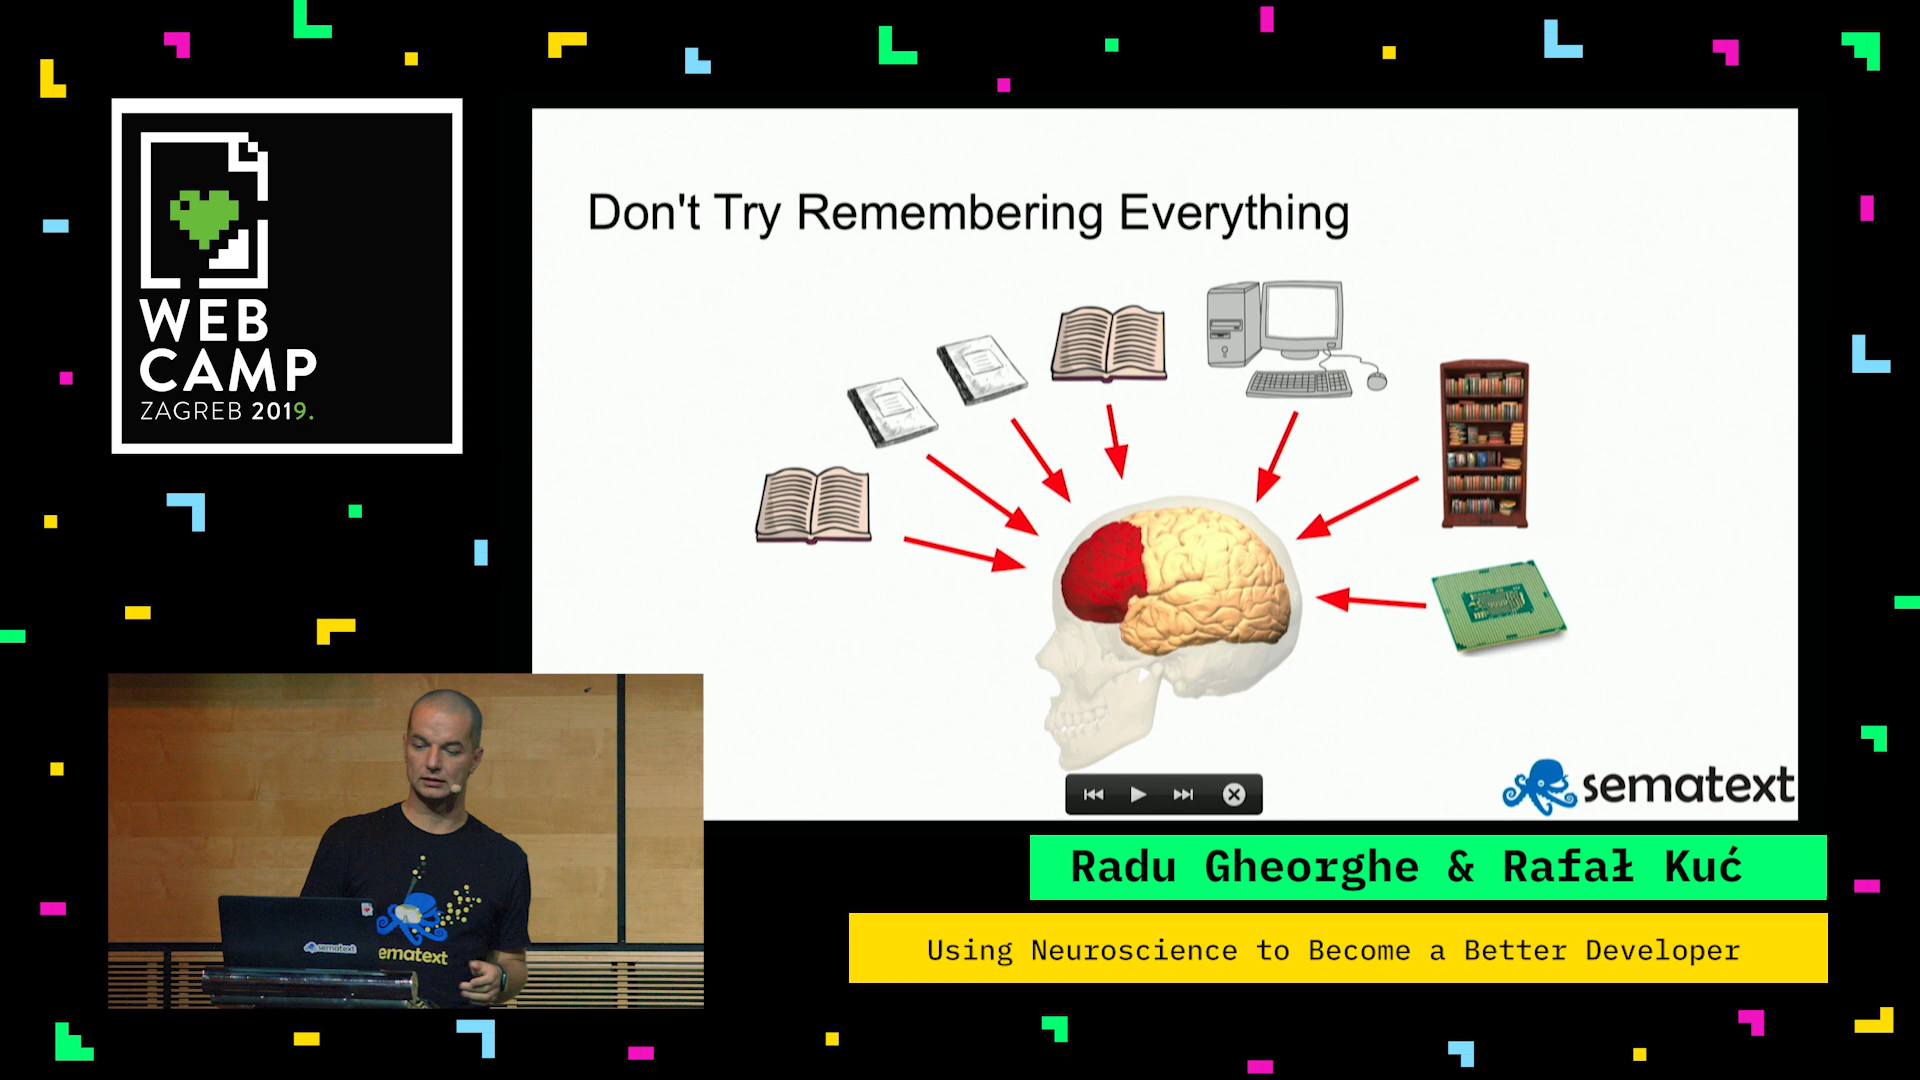 WEB
CAMP
ZAGREB 2019.
Don't Try Remembering Everything
sematext
sematext
ematext
Radu Gheorghe & Rafał Kuć
Using Neuroscience to Become a Better Developer